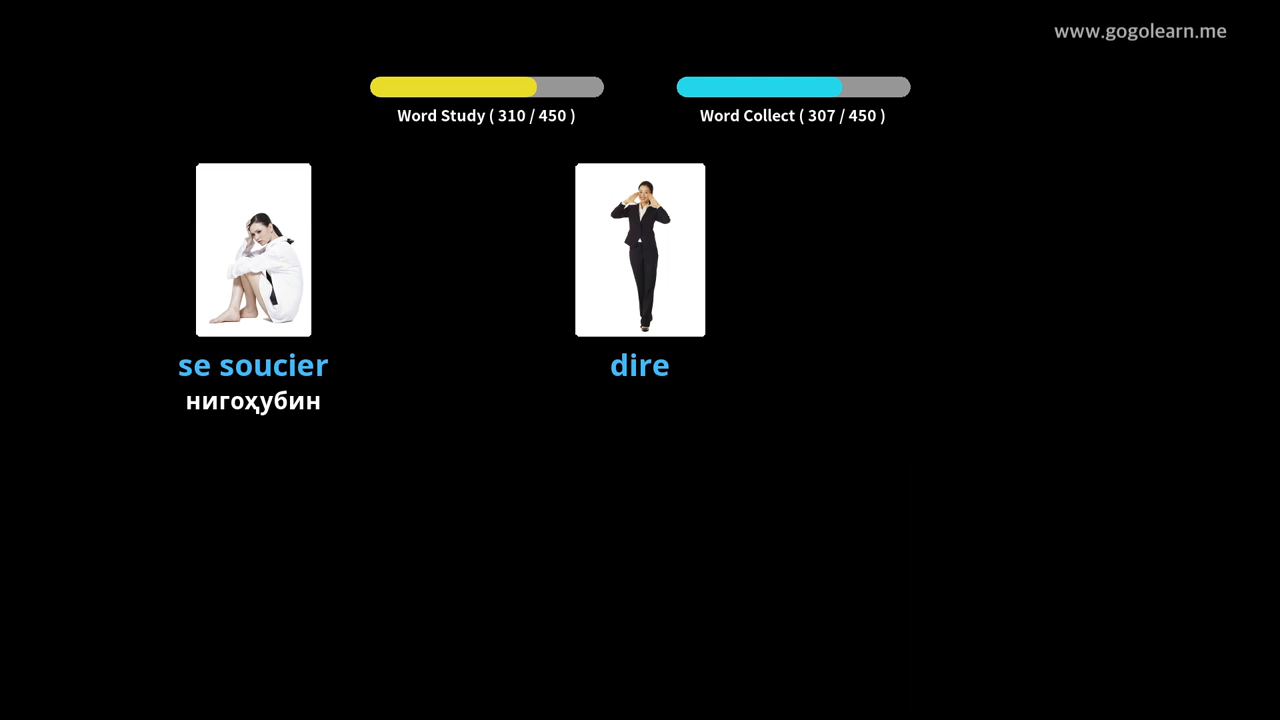 www.gogolearn.me
Word Study ( 310 / 450 )
Word Collect ( 307 / 450 )
se soucier
нигоҳубин
dire